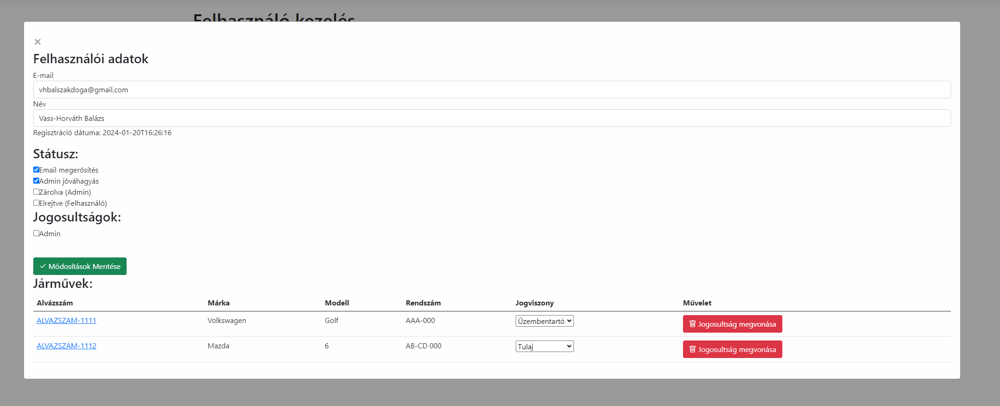 Felhasználó kezelés
×
Felhasználói adatok
E-mail
vhbalszakdoga@gmail.com
Név
Vass-Horváth Balázs
Regisztráció dátuma: 2024-01-20T16:26:16
Státusz:
Email megerősítés
Admin jóváhagyás
Zárolva (Admin)
Elrejtve (Felhasználó)
Jogosultságok:
Admin
Módosítások Mentése
Járművek:
Alvázszám Márka Modell Rendszám Jogviszony Művelet
ALVAZSZAM-1111 Volkswagen Golf AAA-000 Üzembentartó Jogosultság megvonása
ALVAZSZAM-1112 Mazda 6 AB-CD 000 Tulaj Jogosultság megvonása